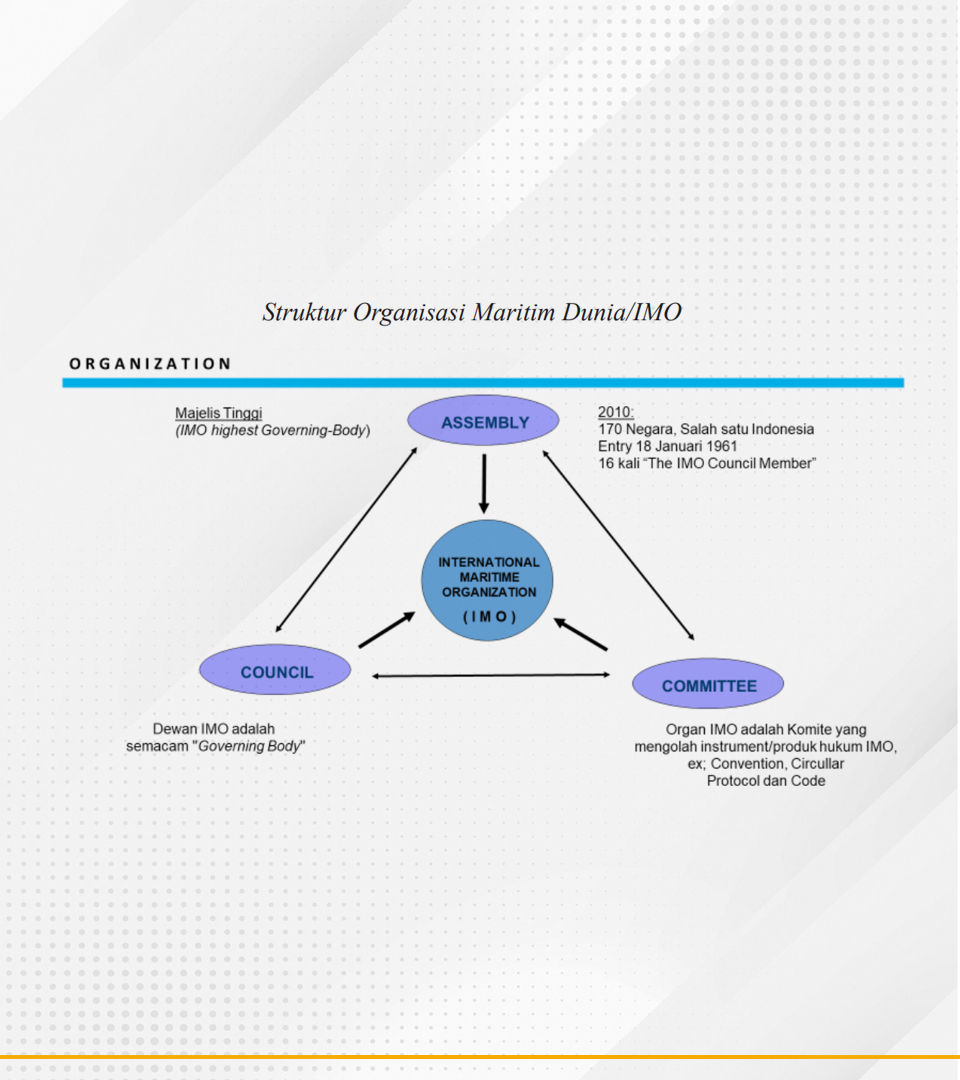 Struktur Organisasi Maritim Dunia/IMO
ORGANIZATION
Majelis Tinggi
(IMO highest Governing-Body)
ASSEMBLY
2010:
170 Negara, Salah satu Indonesia
Entry 18 Januari 1961
16 kali “The IMO Council Member”
INTERNATIONAL
MARITIME
ORGANIZATION
( I M O )
COUNCIL
COMMITTEE
Dewan IMO adalah
semacam "Governing Body"
Organ IMO adalah Komite yang
mengolah instrument/produk hukum IMO,
ex; Convention, Circullar
Protocol dan Code